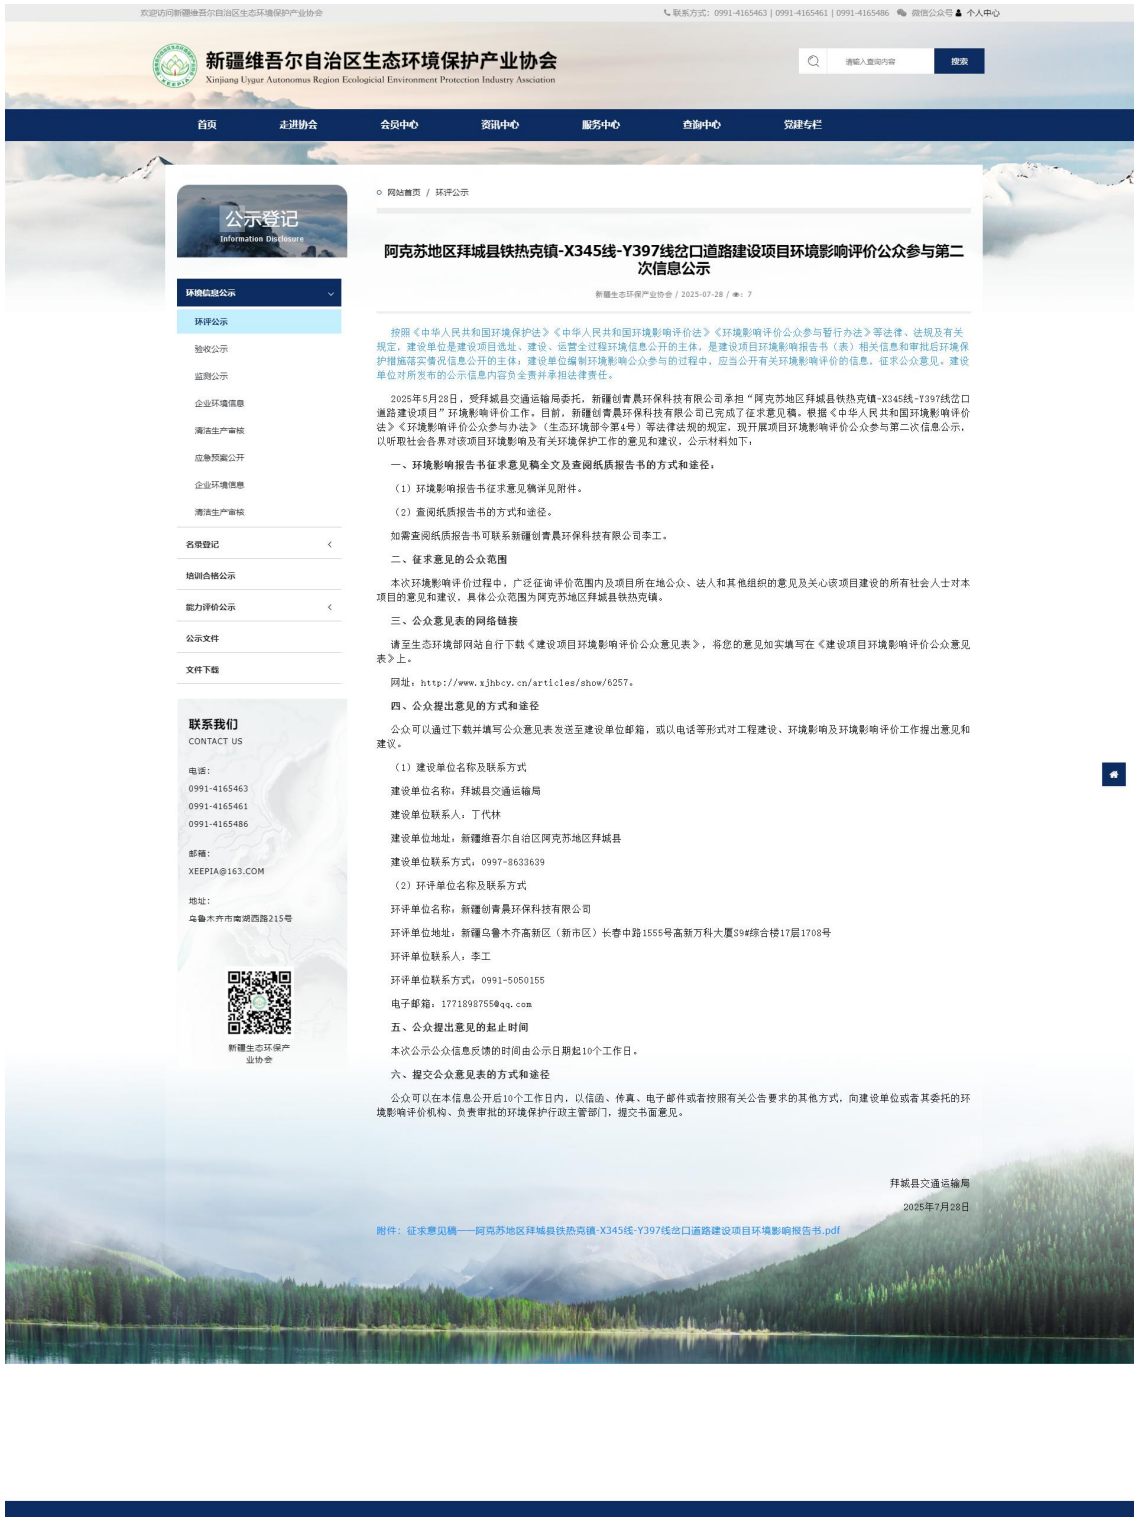 欢迎访问新疆维吾尔自治区生态环境保护产业协会
联系方式：0991-4165463 | 0991-4165461 | 0991-4165486 微信公众号 个人中心
新疆维吾尔自治区生态环境保护产业协会
Xinjiang Uygur Autonomus Region Ecologicial Environment Protection Industry Assciation
XEEPIA
请输入查询内容
搜索
首页 走进协会 会员中心 资讯中心 服务中心 查询中心 党建专栏
公示登记
Information Disclosure
环境信息公示
环评公示
验收公示
监测公示
企业环境信息
清洁生产审核
应急预案公开
企业环境信息
清洁生产审核
名录登记
培训合格公示
能力评价公示
公示文件
文件下载
联系我们
CONTACT US
电话：
0991-4165463
0991-4165461
0991-4165486
邮箱：
XEEPIA@163.COM
地址：
乌鲁木齐市南湖西路215号
新疆生态环保产
业协会
网站首页 / 环评公示
阿克苏地区拜城县铁热克镇-X345线-Y397线岔口道路建设项目环境影响评价公众参与第二
次信息公示
新疆生态环保产业协会 / 2025-07-28 / ：7
按照《中华人民共和国环境保护法》《中华人民共和国环境影响评价法》《环境影响评价公众参与暂行办法》等法律、法规及有关
规定，建设单位是建设项目选址、建设、运营全过程环境信息公开的主体，是建设项目环境影响报告书（表）相关信息和审批后环境保
护措施落实情况信息公开的主体；建设单位编制环境影响公众参与的过程中，应当公开有关环境影响评价的信息，征求公众意见。建设
单位对所发布的公示信息内容负全责并承担法律责任。
2025年5月28日，受拜城县交通运输局委托，新疆创青晨环保科技有限公司承担“阿克苏地区拜城县铁热克镇-X345线-Y397线岔口
道路建设项目”环境影响评价工作。目前，新疆创青晨环保科技有限公司已完成了征求意见稿。根据《中华人民共和国环境影响评价
法》《环境影响评价公众参与办法》（生态环境部令第4号）等法律法规的规定，现开展项目环境影响评价公众参与第二次信息公示，
以听取社会各界对该项目环境影响及有关环境保护工作的意见和建议，公示材料如下：
一、环境影响报告书征求意见稿全文及查阅纸质报告书的方式和途径：
（1）环境影响报告书征求意见稿详见附件。
（2）查阅纸质报告书的方式和途径。
如需查阅纸质报告书可联系新疆创青晨环保科技有限公司李工。
二、征求意见的公众范围
本次环境影响评价过程中，广泛征询评价范围内及项目所在地公众、法人和其他组织的意见及关心该项目建设的所有社会人士对本
项目的意见和建议，具体公众范围为阿克苏地区拜城县铁热克镇。
三、公众意见表的网络链接
请至生态环境部网站自行下载《建设项目环境影响评价公众意见表》，将您的意见如实填写在《建设项目环境影响评价公众意见
表》上。
网址：http://www.xjhbcy.cn/articles/show/6257。
四、公众提出意见的方式和途径
公众可以通过下载并填写公众意见表发送至建设单位邮箱，或以电话等形式对工程建设、环境影响及环境影响评价工作提出意见和
建议。
（1）建设单位名称及联系方式
建设单位名称：拜城县交通运输局
建设单位联系人：丁代林
建设单位地址：新疆维吾尔自治区阿克苏地区拜城县
建设单位联系方式：0997-8633639
（2）环评单位名称及联系方式
环评单位名称：新疆创青晨环保科技有限公司
环评单位地址：新疆乌鲁木齐高新区（新市区）长春中路1555号高新万科大厦S9#综合楼17层1708号
环评单位联系人：李工
环评单位联系方式：0991-5050155
电子邮箱：1771898755@qq.com
五、公众提出意见的起止时间
本次公示公众信息反馈的时间由公示日期起10个工作日。
六、提交公众意见表的方式和途径
公众可以在本信息公开后10个工作日内，以信函、传真、电子邮件或者按照有关公告要求的其他方式，向建设单位或者其委托的环
境影响评价机构、负责审批的环境保护行政主管部门，提交书面意见。
拜城县交通运输局
2025年7月28日
附件：征求意见稿——阿克苏地区拜城县铁热克镇-X345线-Y397线岔口道路建设项目环境影响报告书.pdf